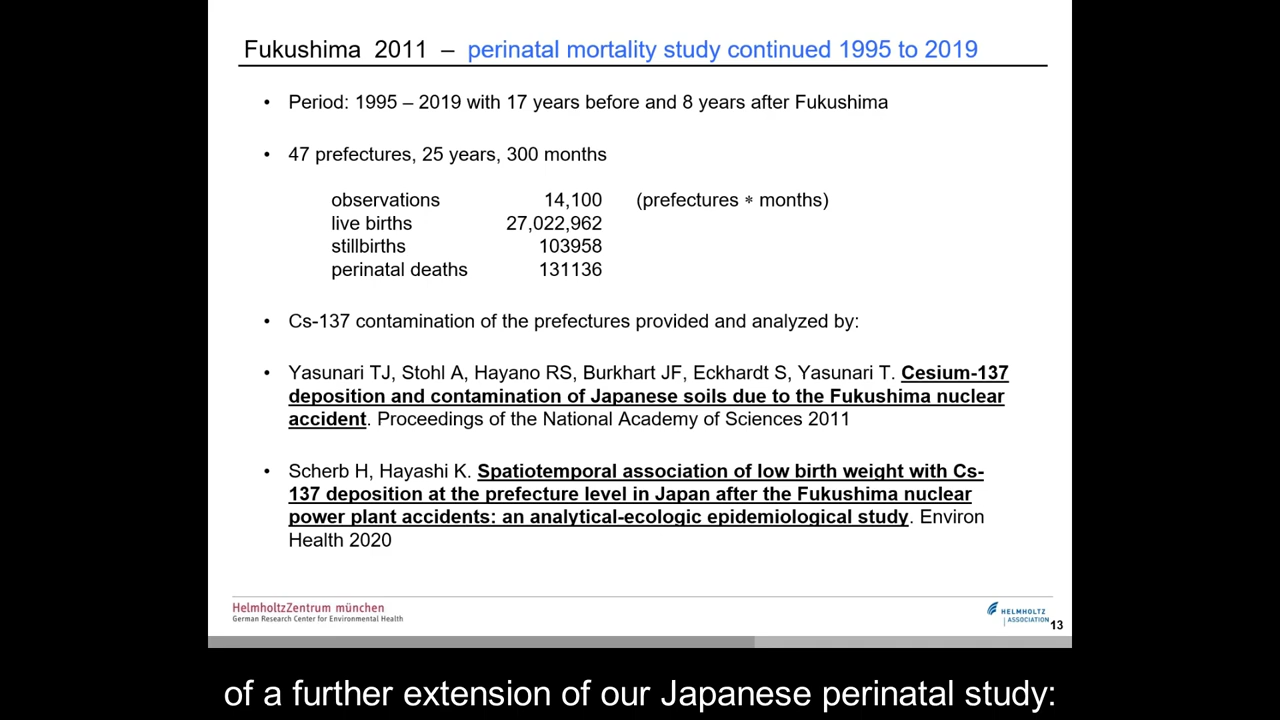 Fukushima 2011 – perinatal mortality study continued 1995 to 2019
• Period: 1995 – 2019 with 17 years before and 8 years after Fukushima
• 47 prefectures, 25 years, 300 months
observations 14,100 (prefectures * months)
live births 27,022,962
stillbirths 103958
perinatal deaths 131136
• Cs-137 contamination of the prefectures provided and analyzed by:
• Yasunari TJ, Stohl A, Hayano RS, Burkhart JF, Eckhardt S, Yasunari T. Cesium-137
deposition and contamination of Japanese soils due to the Fukushima nuclear
accident. Proceedings of the National Academy of Sciences 2011
• Scherb H, Hayashi K. Spatiotemporal association of low birth weight with Cs-
137 deposition at the prefecture level in Japan after the Fukushima nuclear
power plant accidents: an analytical-ecologic epidemiological study. Environ
Health 2020
HelmholtzZentrum münchen
German Research Center for Environmental Health
HELMHOLTZ
ASSOCIATION
13
of a further extension of our Japanese perinatal study: